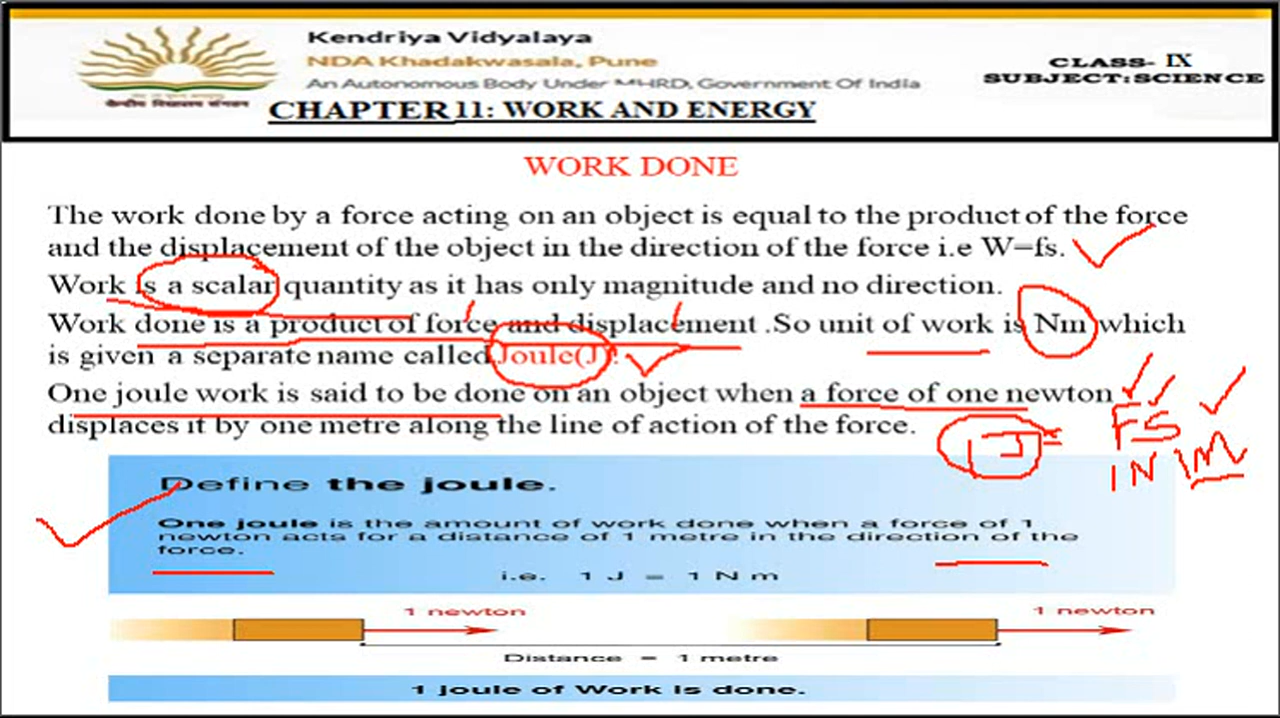 Kendriya Vidyalaya
NDA Khadakwasala, Pune
An Autonomous Body Under MHRD, Government Of India
केन्द्रीय विद्यालय संगठन
CLASS- IX
SUBJECT:SCIENCE
CHAPTER 11: WORK AND ENERGY
WORK DONE
The work done by a force acting on an object is equal to the product of the force
and the displacement of the object in the direction of the force i.e W=fs.
Work is a scalar quantity as it has only magnitude and no direction.
Work done is a product of force and displacement .So unit of work is Nm which
is given a separate name called Joule(J).
One joule work is said to be done on an object when a force of one newton
displaces it by one metre along the line of action of the force.
1J = FS
1N 1M
Define the joule.
One joule is the amount of work done when a force of 1
newton acts for a distance of 1 metre in the direction of the
force.
i.e. 1 J = 1 N m
1 newton 1 newton
Distance = 1 metre
1 joule of Work is done.